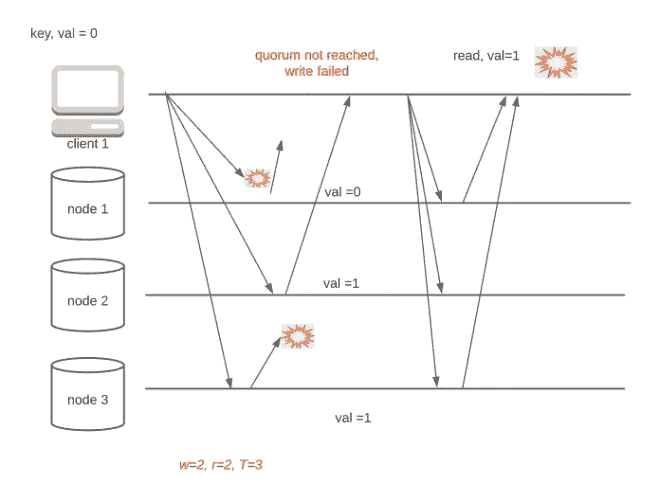 key, val = 0
quorum not reached,
write failed
read, val=1
client 1
node 1
val =0
node 2
val =1
node 3
val =1
w=2, r=2, T=3